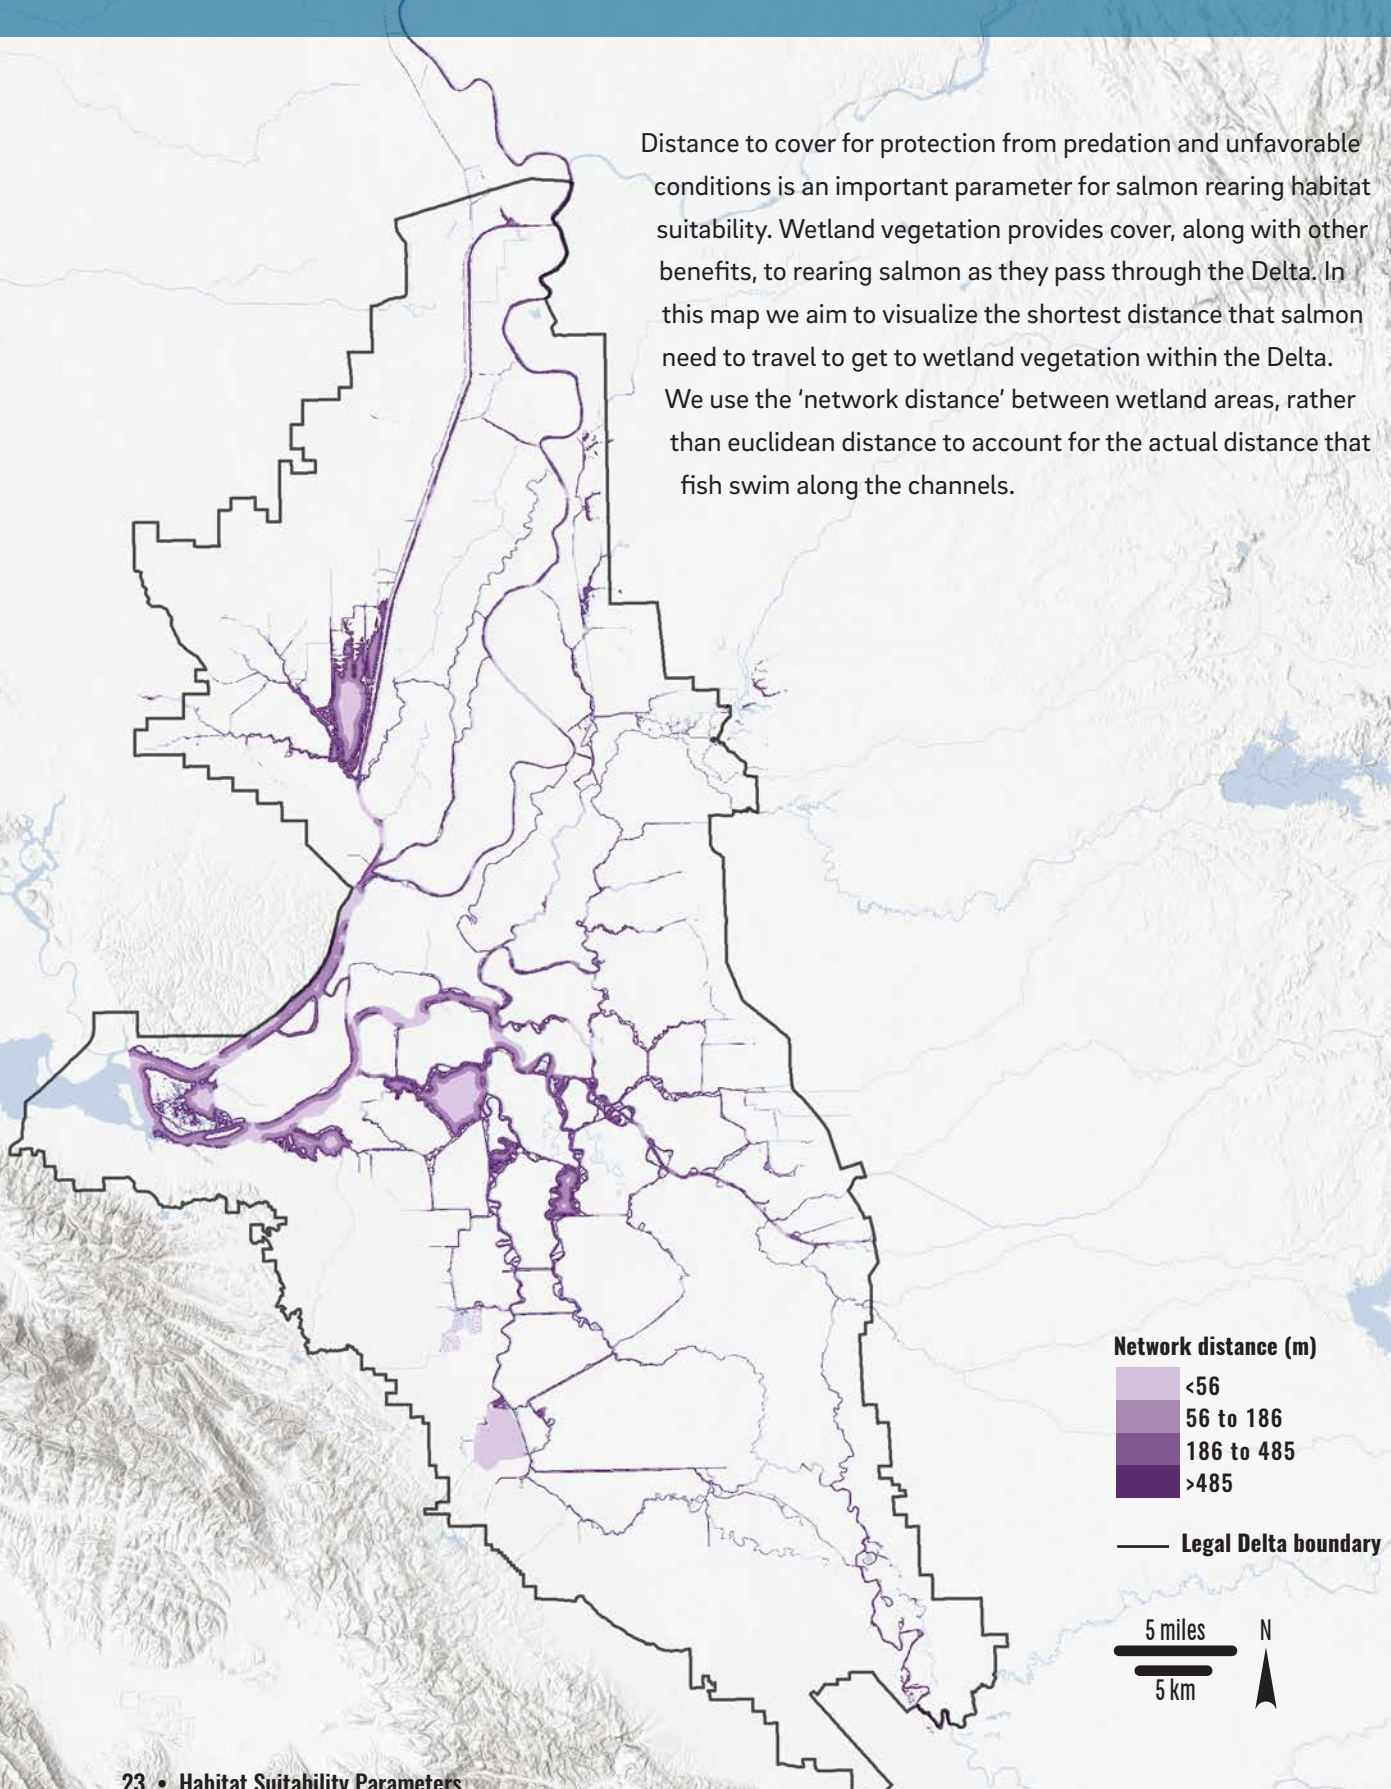 Distance to cover for protection from predation and unfavorable
conditions is an important parameter for salmon rearing habitat
suitability. Wetland vegetation provides cover, along with other
benefits, to rearing salmon as they pass through the Delta. In
this map we aim to visualize the shortest distance that salmon
need to travel to get to wetland vegetation within the Delta.
We use the ‘network distance’ between wetland areas, rather
than euclidean distance to account for the actual distance that
fish swim along the channels.
Network distance (m)
<56
56 to 186
186 to 485
>485
Legal Delta boundary
5 miles
N
5 km
23 • Habitat Suitability Parameters